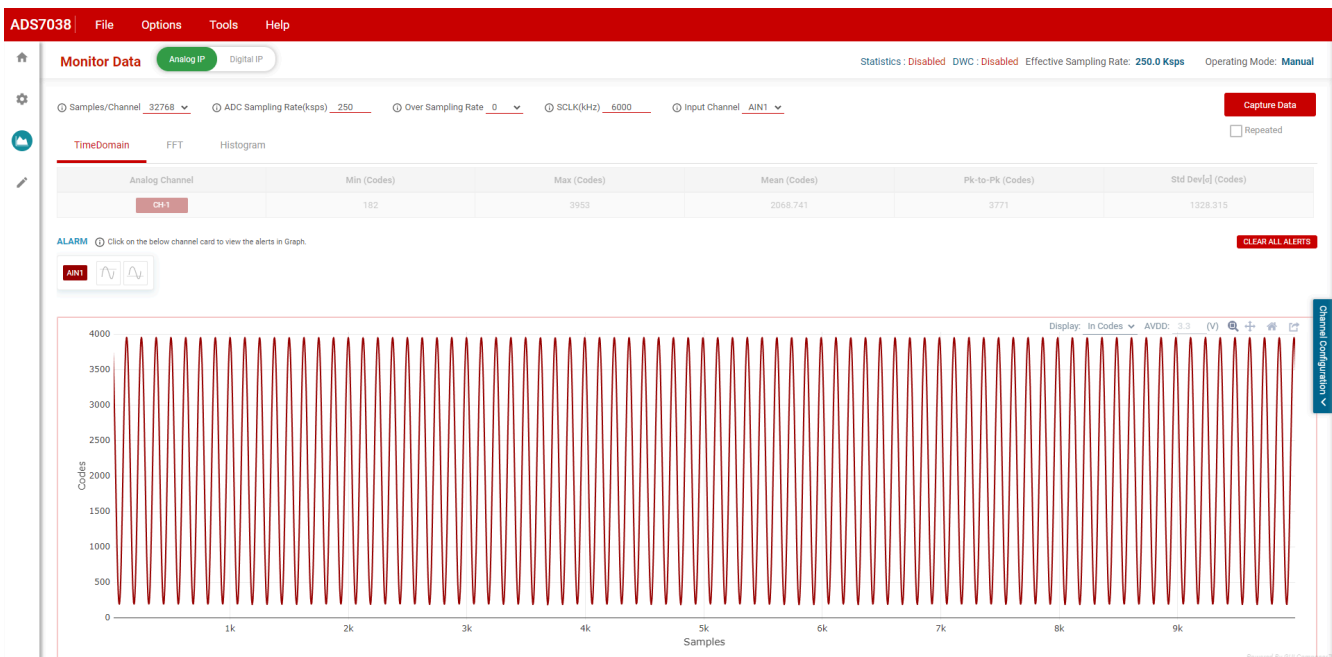 ADS7038 File Options Tools Help
Monitor Data Analog IP Digital IP Statistics : Disabled DWC : Disabled Effective Sampling Rate: 250.0 Ksps Operating Mode: Manual
Samples/Channel 32768 ADC Sampling Rate(ksps) 250 Over Sampling Rate 0 SCLK(kHz) 6000 Input Channel AIN1 Capture Data
Repeated
TimeDomain FFT Histogram
Analog Channel Min (Codes) Max (Codes) Mean (Codes) Pk-to-Pk (Codes) Std Dev[σ] (Codes)
CH-1 182 3953 2068.741 3771 1328.315
ALARM Click on the below channel card to view the alerts in Graph. CLEAR ALL ALERTS
AIN1
Channel Configuration
Display: In Codes AVDD: 3.3 (V)
4000
3500
3000
2500
2000
1500
1000
500
0
Codes
1k 2k 3k 4k 5k 6k 7k 8k 9k
Samples